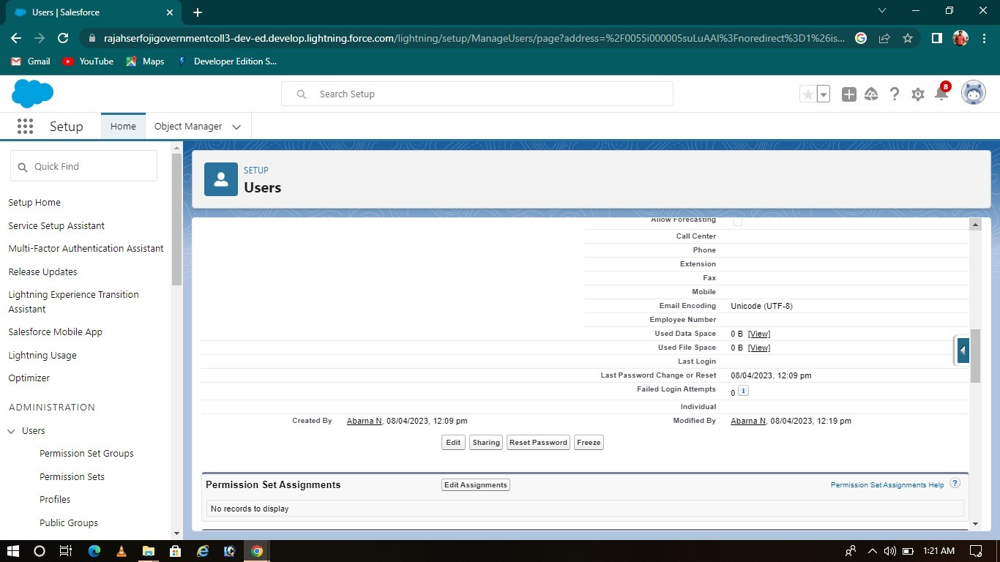 Users | Salesforce
rajahserfojigovernmentcoll3-dev-ed.develop.lightning.force.com/lightning/setup/ManageUsers/page?address=%2F0055i000005suLuAAI%3Fnoredirect%3D1%26is...
Gmail YouTube Maps Developer Edition S...
Search Setup
8
Setup Home Object Manager
Quick Find
Setup Home
Service Setup Assistant
Multi-Factor Authentication Assistant
Release Updates
Lightning Experience Transition
Assistant
Salesforce Mobile App
Lightning Usage
Optimizer
ADMINISTRATION
Users
Permission Set Groups
Permission Sets
Profiles
Public Groups
SETUP
Users
Allow Forecasting
Call Center
Phone
Extension
Fax
Mobile
Email Encoding Unicode (UTF-8)
Employee Number
Used Data Space 0 B [View]
Used File Space 0 B [View]
Last Login
Last Password Change or Reset 08/04/2023, 12:09 pm
Failed Login Attempts 0 i
Individual
Created By Abarna N, 08/04/2023, 12:09 pm Modified By Abarna N, 08/04/2023, 12:19 pm
Edit Sharing Reset Password Freeze
Permission Set Assignments Edit Assignments Permission Set Assignments Help ?
No records to display
1:21 AM